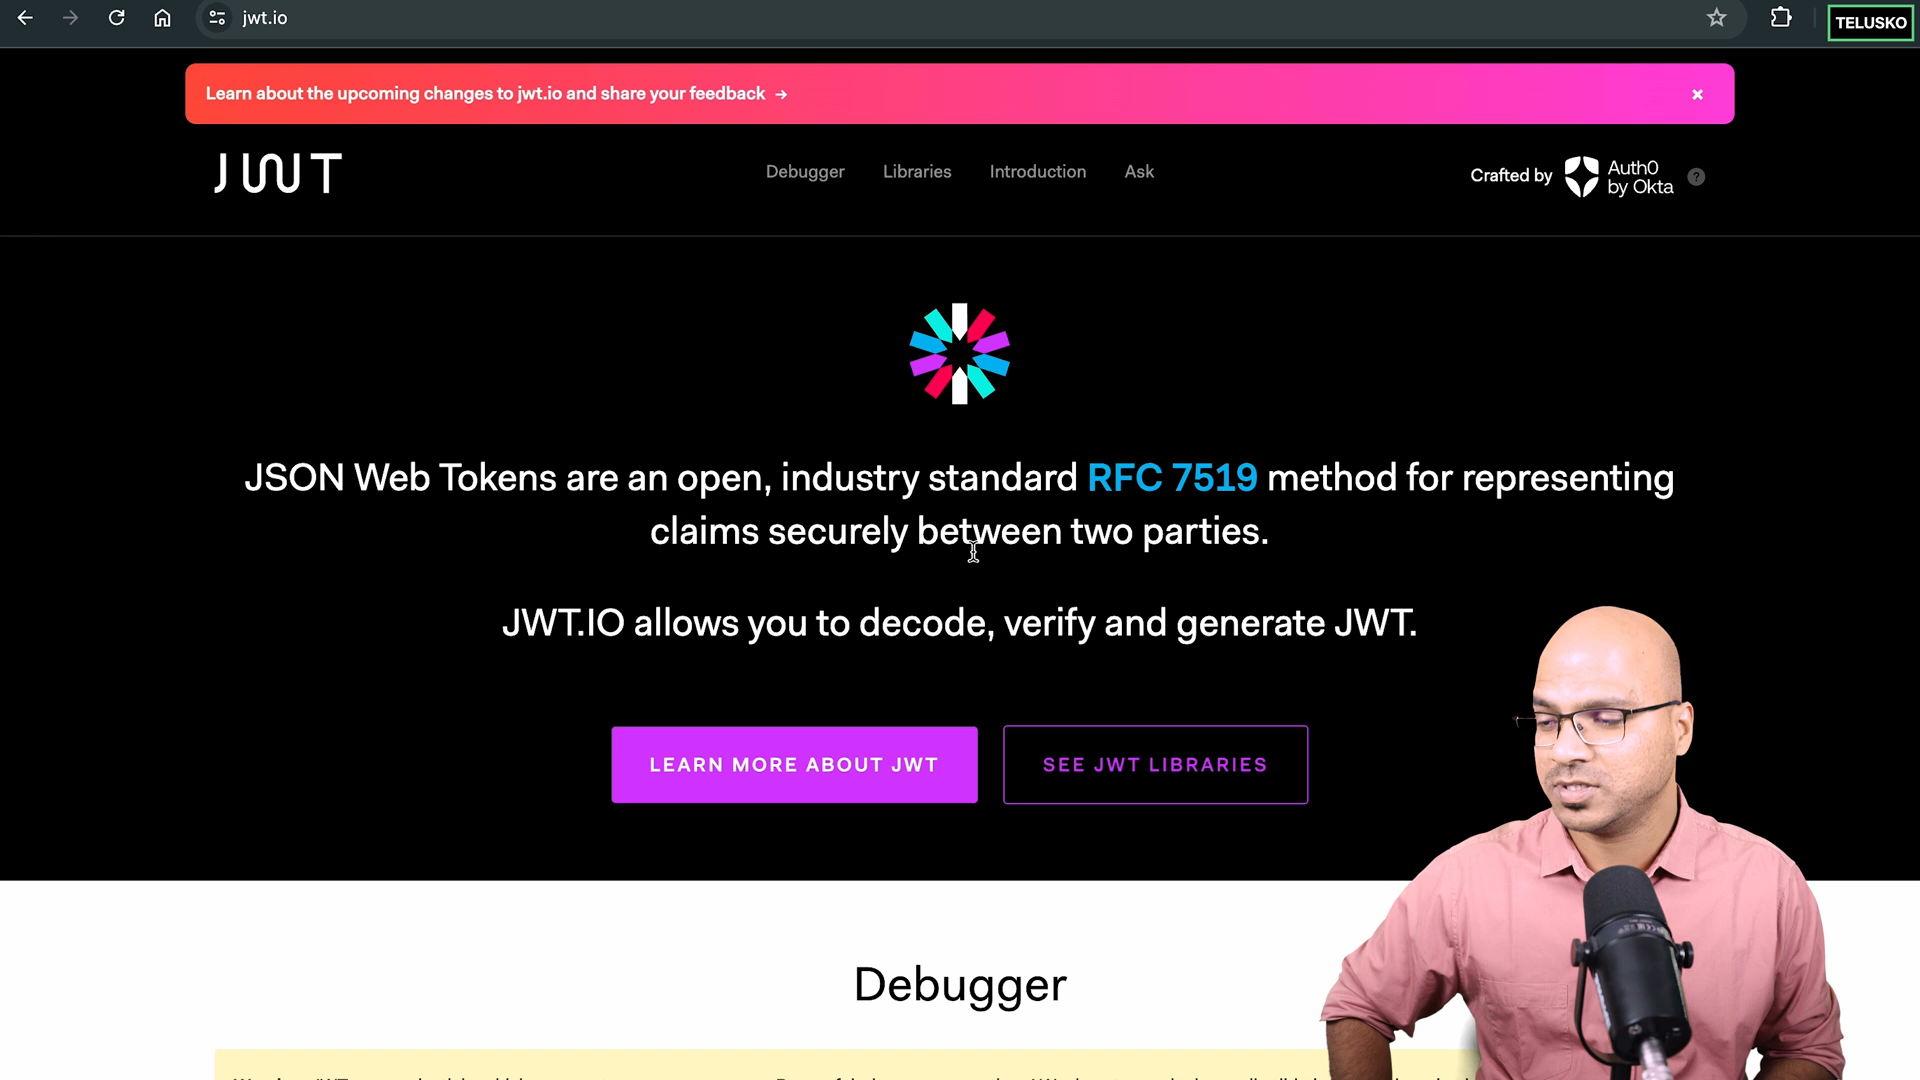 jwt.io
TELUSKO
Learn about the upcoming changes to jwt.io and share your feedback →
JWT
Debugger Libraries Introduction Ask
Crafted by Auth0 by Okta ?
JSON Web Tokens are an open, industry standard RFC 7519 method for representing
claims securely between two parties.
JWT.IO allows you to decode, verify and generate JWT.
LEARN MORE ABOUT JWT
SEE JWT LIBRARIES
Debugger